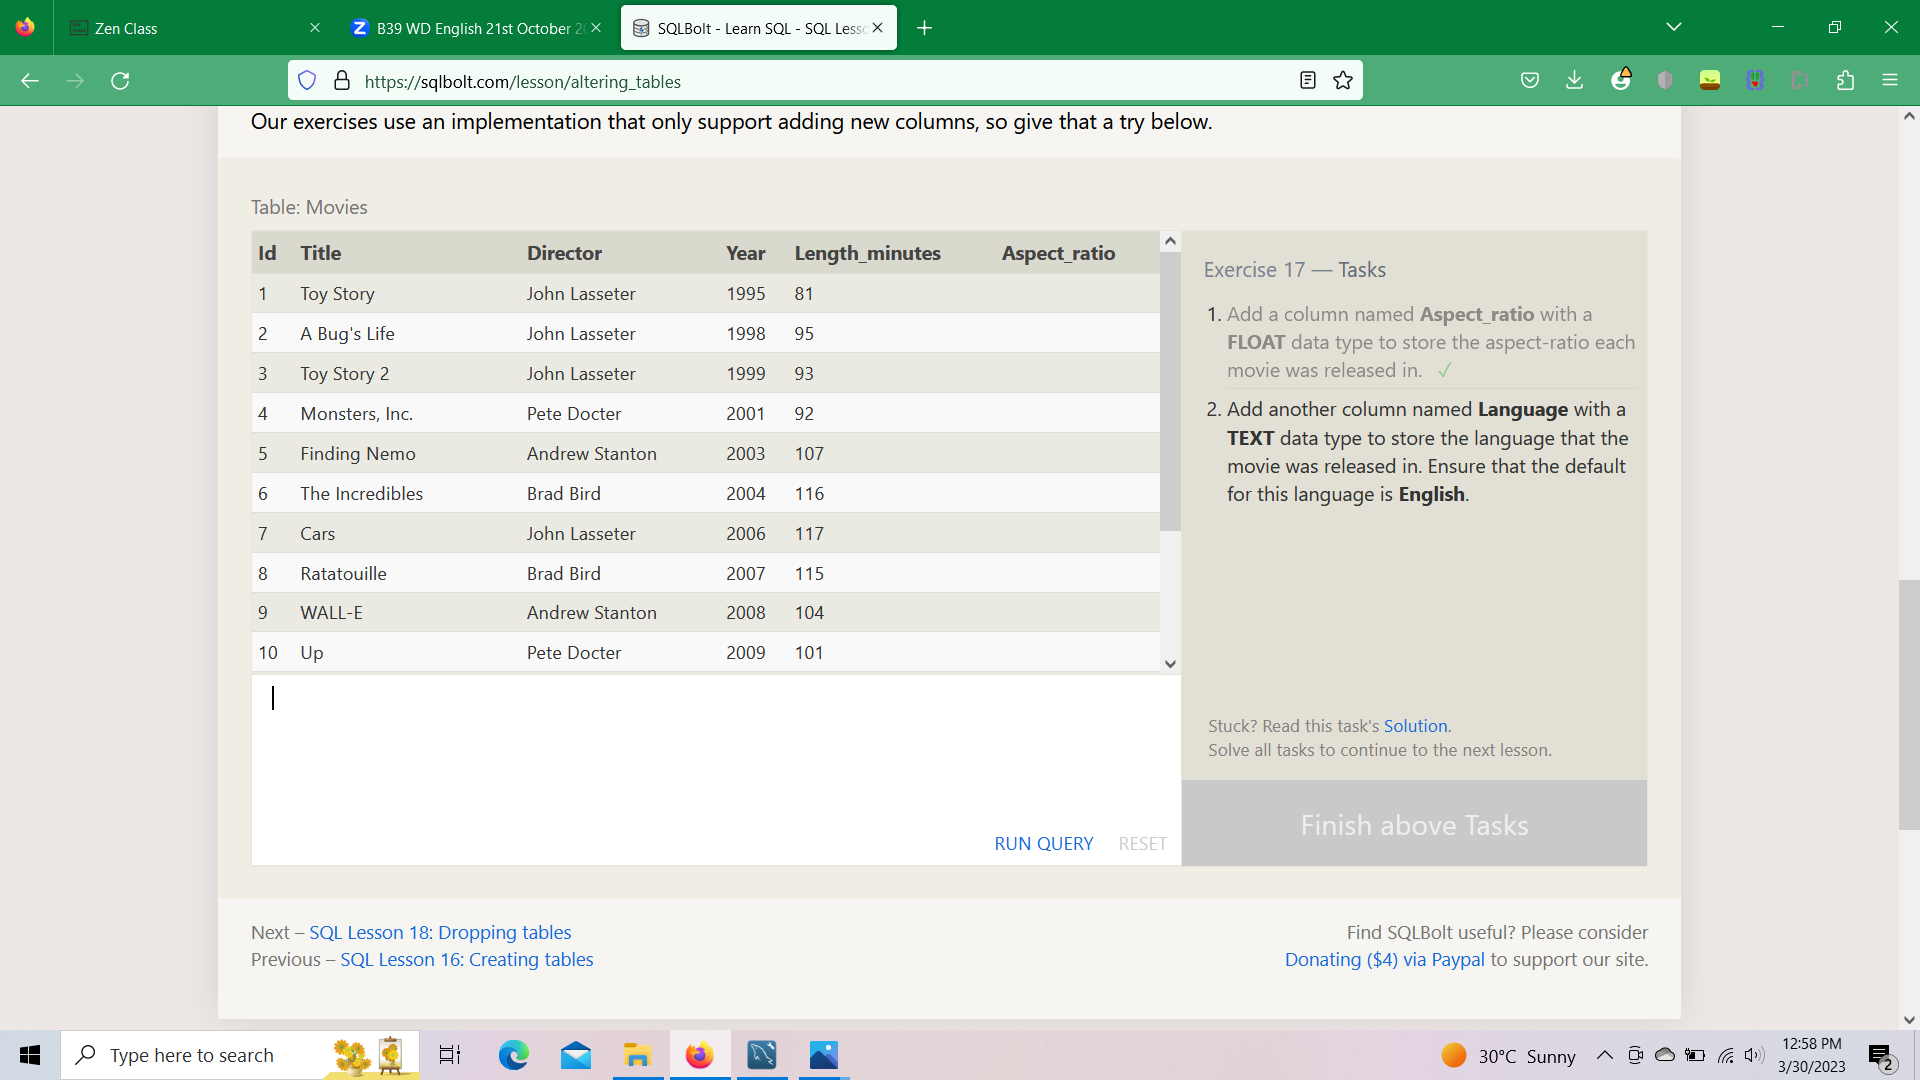 Zen Class
B39 WD English 21st October 2
SQLBolt - Learn SQL - SQL Less
https://sqlbolt.com/lesson/altering_tables
Our exercises use an implementation that only support adding new columns, so give that a try below.
Table: Movies
Id Title Director Year Length_minutes Aspect_ratio
1 Toy Story John Lasseter 1995 81
2 A Bug's Life John Lasseter 1998 95
3 Toy Story 2 John Lasseter 1999 93
4 Monsters, Inc. Pete Docter 2001 92
5 Finding Nemo Andrew Stanton 2003 107
6 The Incredibles Brad Bird 2004 116
7 Cars John Lasseter 2006 117
8 Ratatouille Brad Bird 2007 115
9 WALL-E Andrew Stanton 2008 104
10 Up Pete Docter 2009 101
RUN QUERY RESET
Exercise 17 — Tasks
1. Add a column named Aspect_ratio with a
FLOAT data type to store the aspect-ratio each
movie was released in. ✓
2. Add another column named Language with a
TEXT data type to store the language that the
movie was released in. Ensure that the default
for this language is English.
Stuck? Read this task's Solution.
Solve all tasks to continue to the next lesson.
Finish above Tasks
Next – SQL Lesson 18: Dropping tables
Previous – SQL Lesson 16: Creating tables
Find SQLBolt useful? Please consider
Donating ($4) via Paypal to support our site.
Type here to search
30°C Sunny
12:58 PM
3/30/2023
2